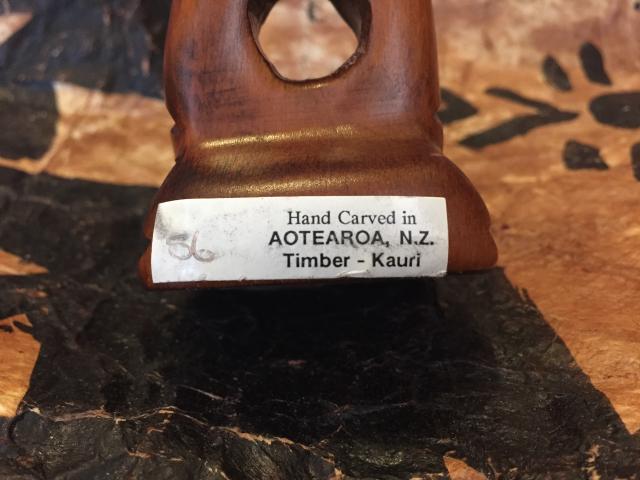 56
Hand Carved in
AOTEAROA, N.Z.
Timber - Kauri